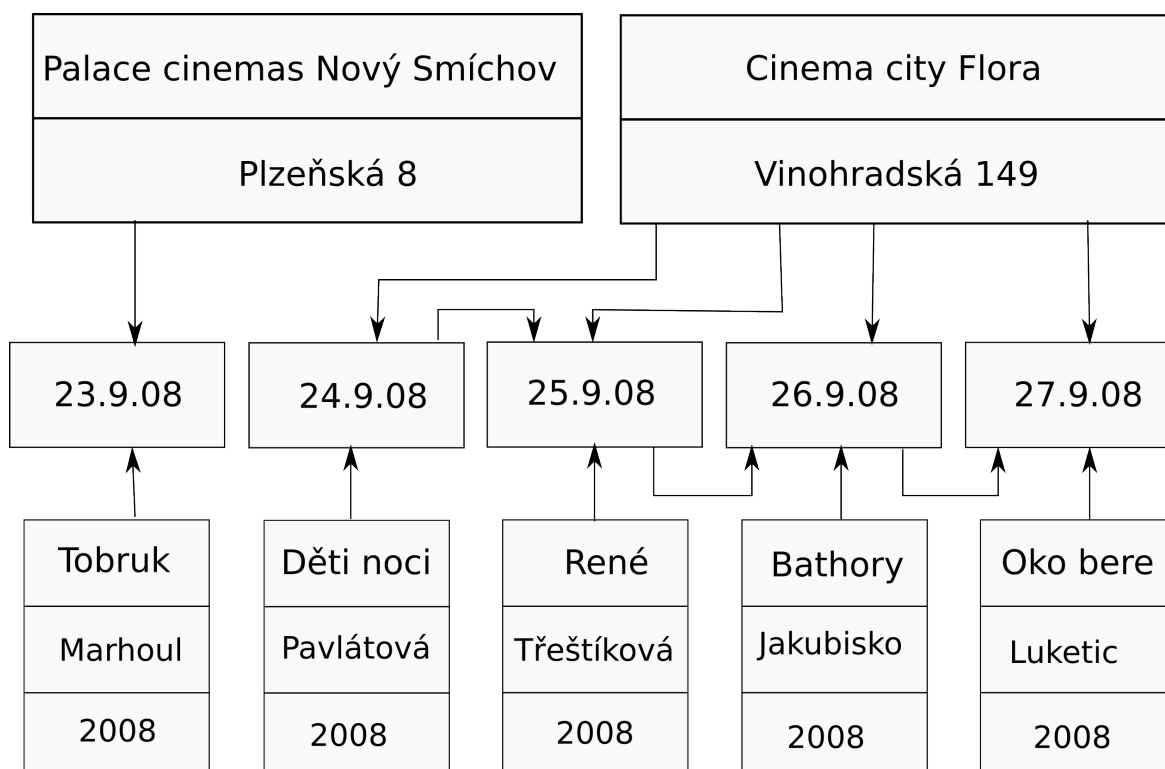 Palace cinemas Nový Smíchov
Plzeňská 8
Cinema city Flora
Vinohradská 149
23.9.08
24.9.08
25.9.08
26.9.08
27.9.08
Tobruk
Marhoul
2008
Děti noci
Pavlátová
2008
René
Třeštíková
2008
Bathory
Jakubisko
2008
Oko bere
Luketic
2008